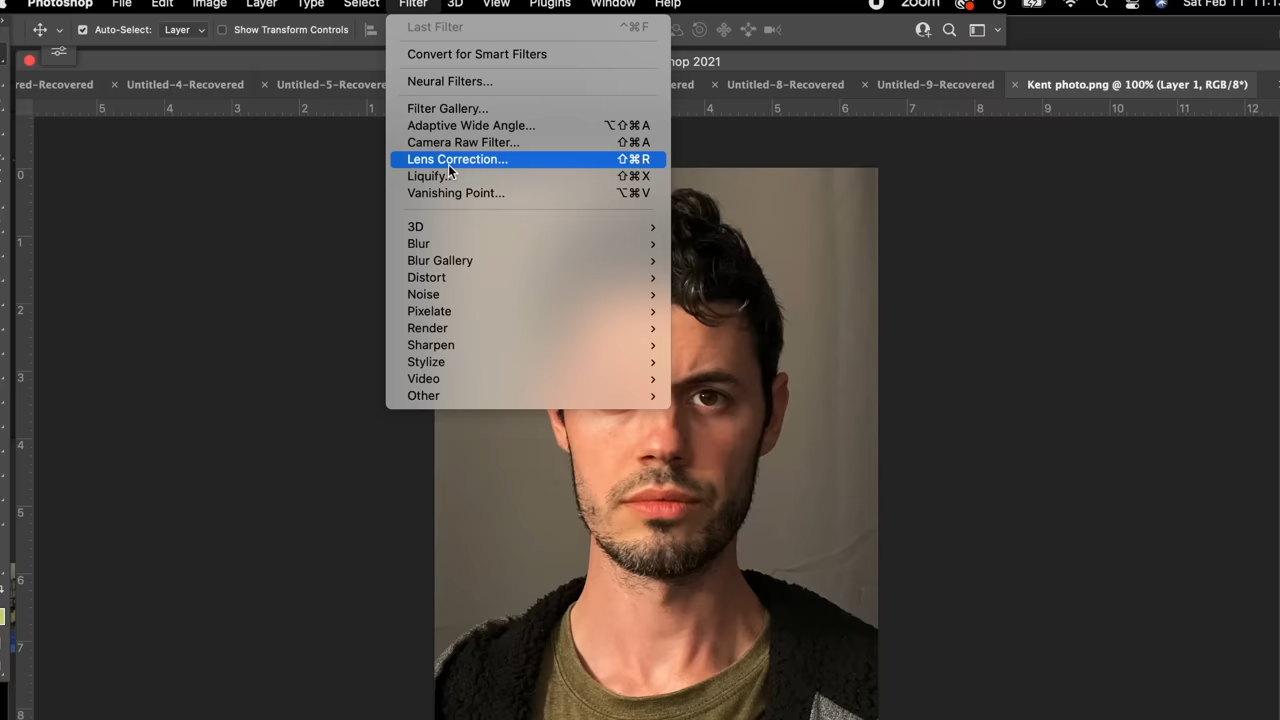 Photoshop File Edit Image Layer Type Select Filter 3D View Plugins Window Help zoom Sat Feb 11 11:1
Auto-Select: Layer Show Transform Controls
hop 2021
red-Recovered × Untitled-4-Recovered × Untitled-5-Recove red × Untitled-8-Recovered × Untitled-9-Recovered × Kent photo.png @ 100% (Layer 1, RGB/8*)
5 4 3 2 1 4 5 6 7 8 9 10 11 12
Last Filter ^⌘F
Convert for Smart Filters
Neural Filters...
Filter Gallery...
Adaptive Wide Angle... ⌥⇧⌘A
Camera Raw Filter... ⇧⌘A
Lens Correction... ⇧⌘R
Liquify... ⇧⌘X
Vanishing Point... ⌥⌘V
3D
Blur
Blur Gallery
Distort
Noise
Pixelate
Render
Sharpen
Stylize
Video
Other
0
1
2
3
4
5
6
7
8